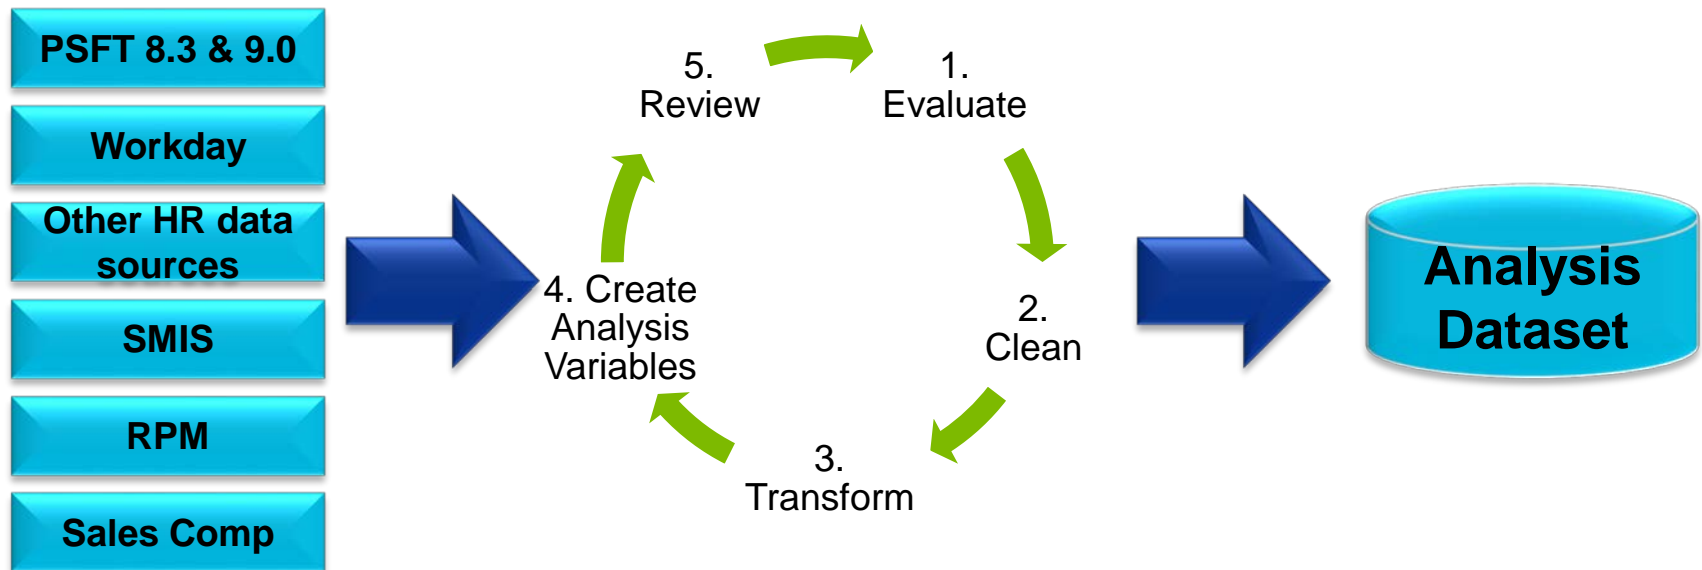 PSFT 8.3 & 9.0
Workday
Other HR data
sources
SMIS
RPM
Sales Comp
5.
Review
1.
Evaluate
2.
Clean
3.
Transform
4. Create
Analysis
Variables
Analysis
Dataset